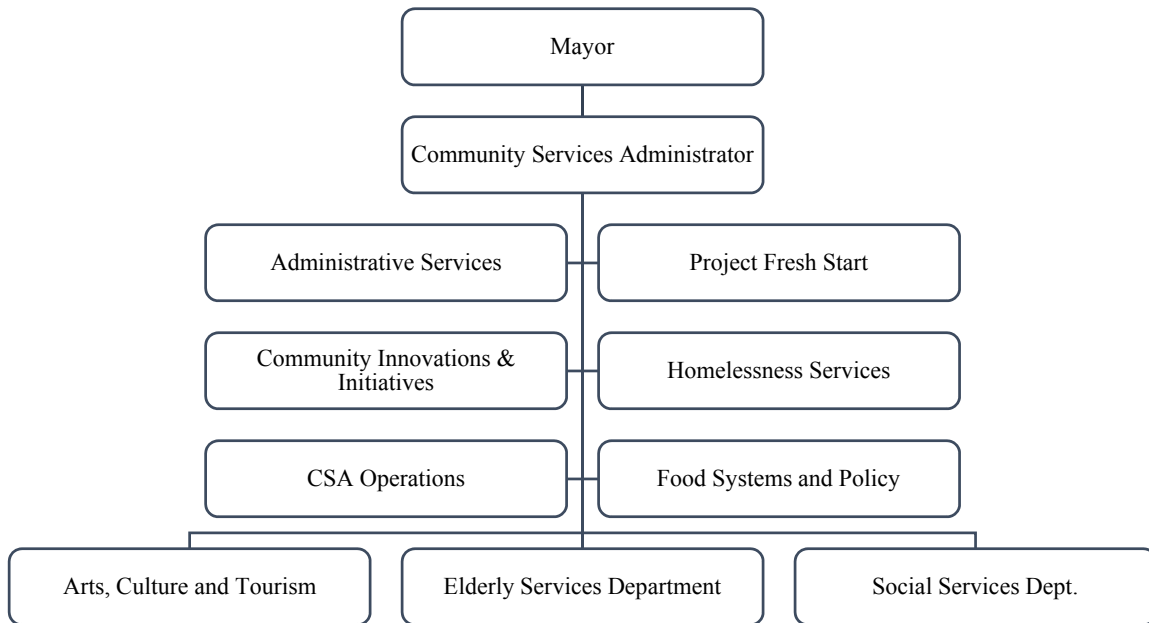 Mayor
Community Services Administrator
Administrative Services
Project Fresh Start
Community Innovations &
Initiatives
Homelessness Services
CSA Operations
Food Systems and Policy
Arts, Culture and Tourism
Elderly Services Department
Social Services Dept.